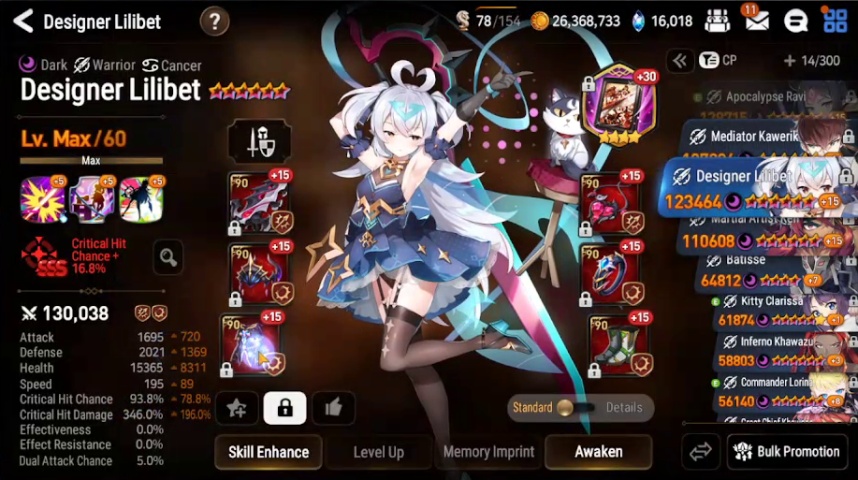 Designer Lilibet
?
78/154
26,368,733
16,018
11
Dark Warrior Cancer
Designer Lilibet
Lv. Max/60
Max
+5 +5 +5
SSS
Critical Hit
Chance +
16.8%
130,038
Attack 1695 720
Defense 2021 1369
Health 15365 8311
Speed 195 89
Critical Hit Chance 93.8% 78.8%
Critical Hit Damage 346.0% 196.0%
Effectiveness 0.0%
Effect Resistance 0.0%
Dual Attack Chance 5.0%
90 +15
90 +15
90 +15
+30
90 +15
90 +15
90 +15
Standard Details
Skill Enhance
Level Up
Memory Imprint
Awaken
CP
+ 14/300
Apocalypse Ravi
Mediator Kawerik
Designer Lilibet
123464 +15
Martial Artist Ken
110608 +15
Batisse
64812
Kitty Clarissa
61874
Inferno Khawazu
58803
Commander Lorina
56140
Bulk Promotion